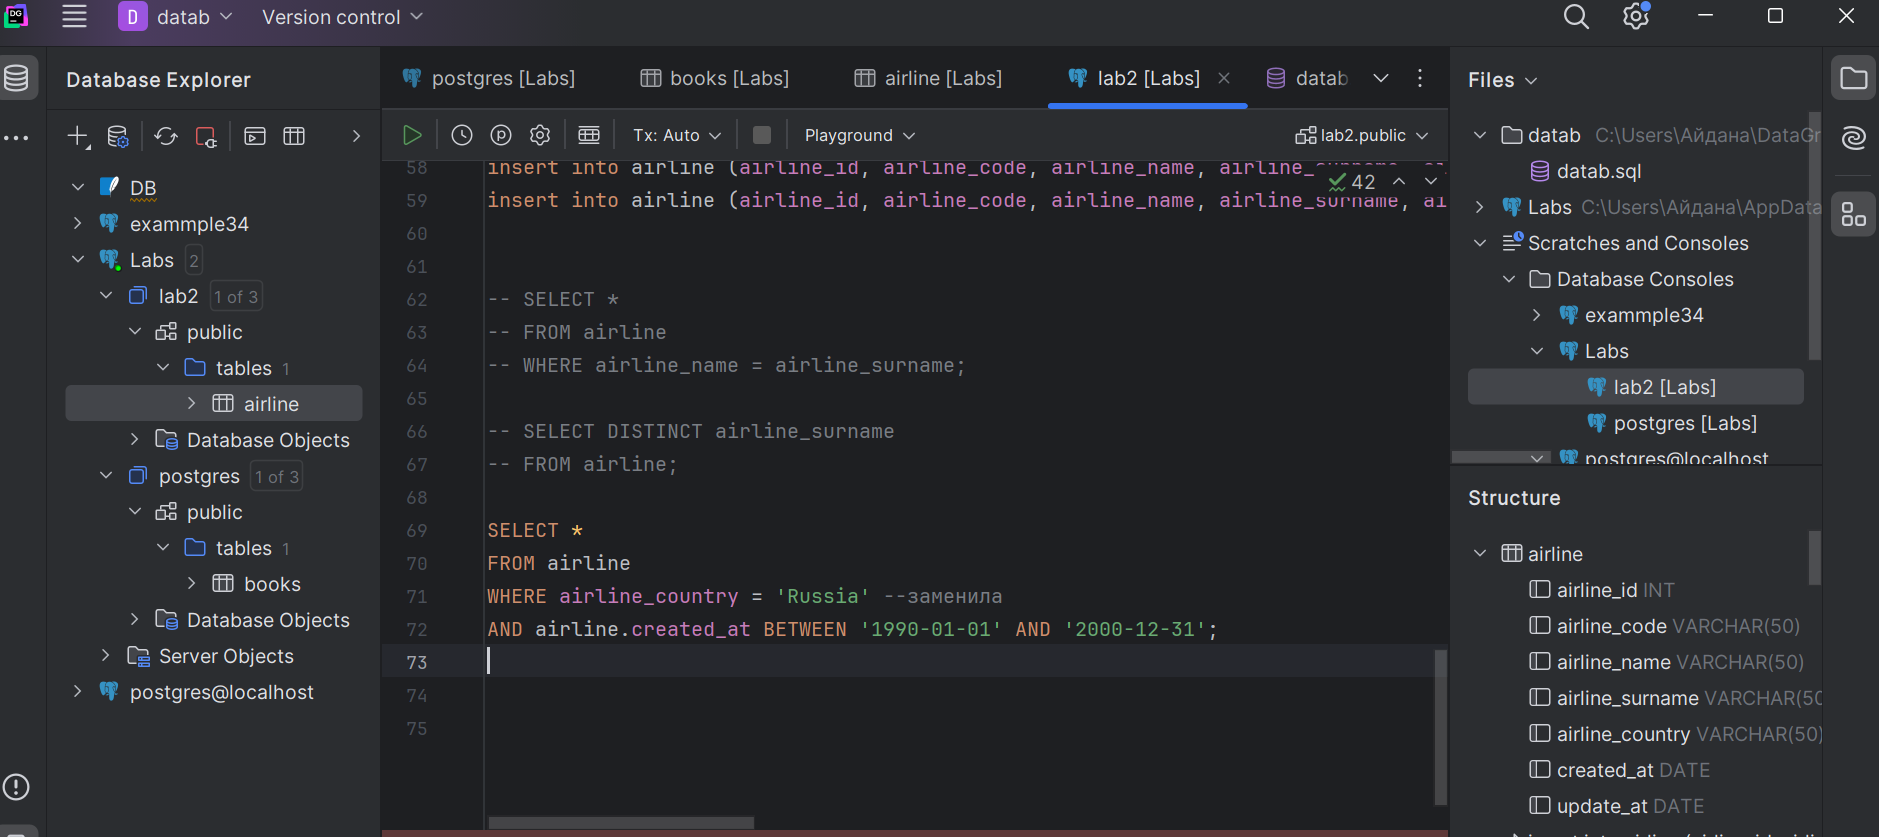 DG
D datab Version control
Database Explorer
DB
exammple34
Labs 2
lab2 1 of 3
public
tables 1
airline
Database Objects
postgres 1 of 3
public
tables 1
books
Database Objects
Server Objects
postgres@localhost
postgres [Labs] books [Labs] airline [Labs] lab2 [Labs] datab
Tx: Auto Playground lab2.public
42
58 insert into airline (airline_id, airline_code, airline_name, airline_surname,
59 insert into airline (airline_id, airline_code, airline_name, airline_surname, ai
60
61
62 -- SELECT *
63 -- FROM airline
64 -- WHERE airline_name = airline_surname;
65
66 -- SELECT DISTINCT airline_surname
67 -- FROM airline;
68
69 SELECT *
70 FROM airline
71 WHERE airline_country = 'Russia' --заменила
72 AND airline.created_at BETWEEN '1990-01-01' AND '2000-12-31';
73
74
75
Files
datab C:\Users\Айдана\DataGr
datab.sql
Labs C:\Users\Айдана\AppData
Scratches and Consoles
Database Consoles
exammple34
Labs
lab2 [Labs]
postgres [Labs]
postgres@localhost
Structure
airline
airline_id INT
airline_code VARCHAR(50)
airline_name VARCHAR(50)
airline_surname VARCHAR(50
airline_country VARCHAR(50)
created_at DATE
update_at DATE